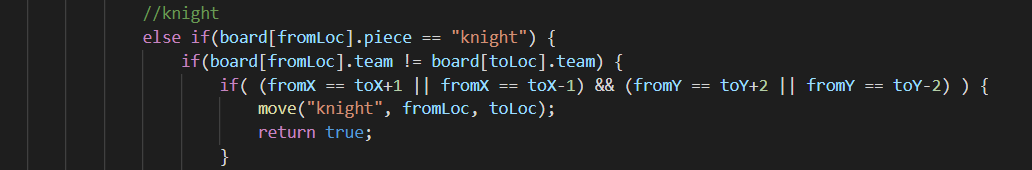 //knight
else if(board[fromLoc].piece == "knight") {
if(board[fromLoc].team != board[toLoc].team) {
if( (fromX == toX+1 || fromX == toX-1) && (fromY == toY+2 || fromY == toY-2) ) {
move("knight", fromLoc, toLoc);
return true;
}